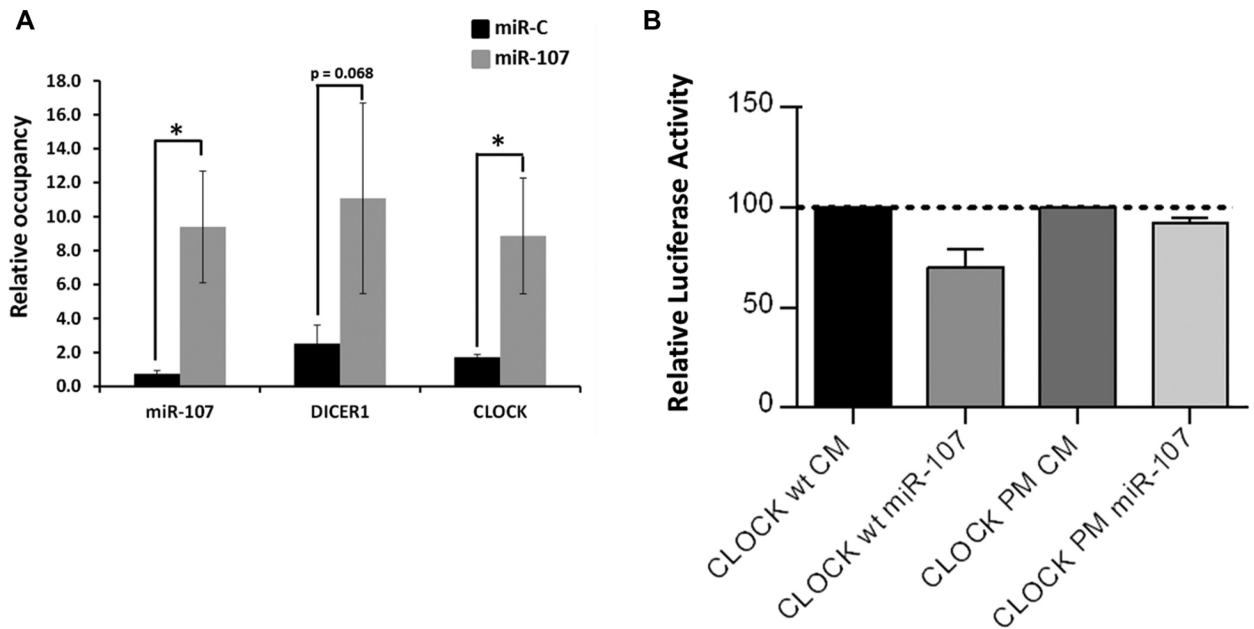 A
miR-C
miR-107
p = 0.068
Relative occupancy
18.0
16.0
14.0
12.0
10.0
8.0
6.0
4.0
2.0
0.0
*
*
miR-107
DICER1
CLOCK
B
Relative Luciferase Activity
150
100
50
0
CLOCK wt CM
CLOCK wt miR-107
CLOCK PM CM
CLOCK PM miR-107